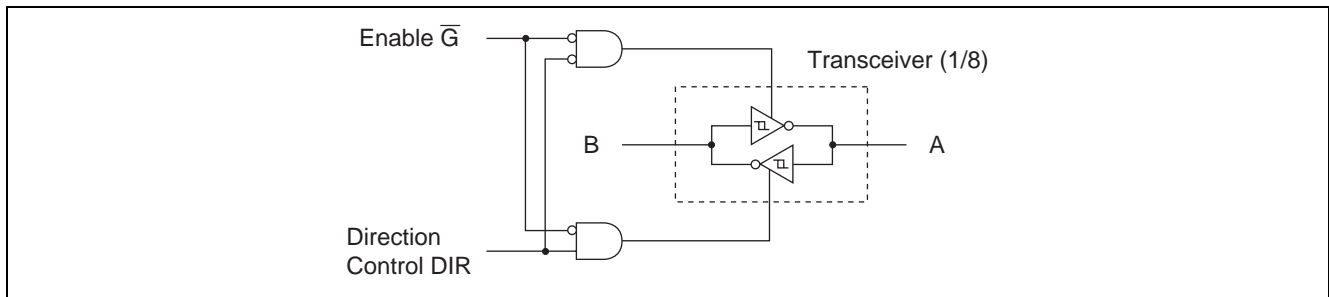 Enable G̅
Transceiver (1/8)
B
A
Direction
Control DIR